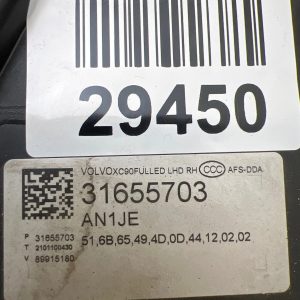 29450
VOLVOXC90FULLED LHD RH CCC AFS-DDA
31655703
AN1JE
P 31655703 51,6B,65,49,4D,0D,44,12,02,02
T 2101100430
V 89915160